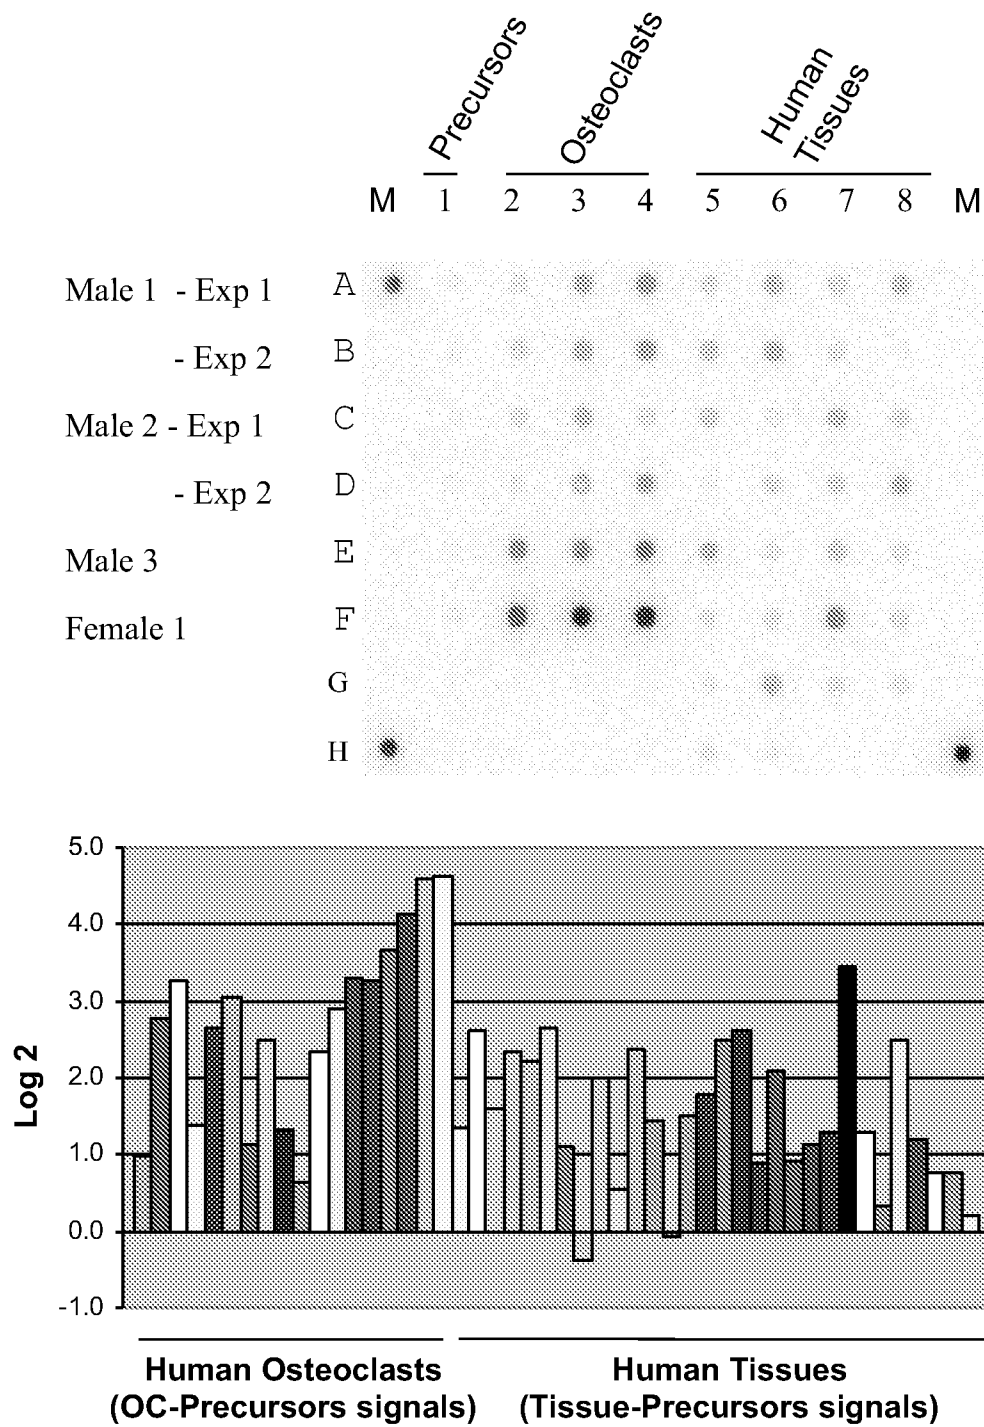 Precursors
Osteoclasts
Human
Tissues
M 1 2 3 4 5 6 7 8 M
Male 1 - Exp 1 A
- Exp 2 B
Male 2 - Exp 1 C
- Exp 2 D
Male 3 E
Female 1 F
G
H
5.0
4.0
3.0
2.0
1.0
0.0
-1.0
Log 2
Human Osteoclasts
(OC-Precursors signals)
Human Tissues
(Tissue-Precursors signals)